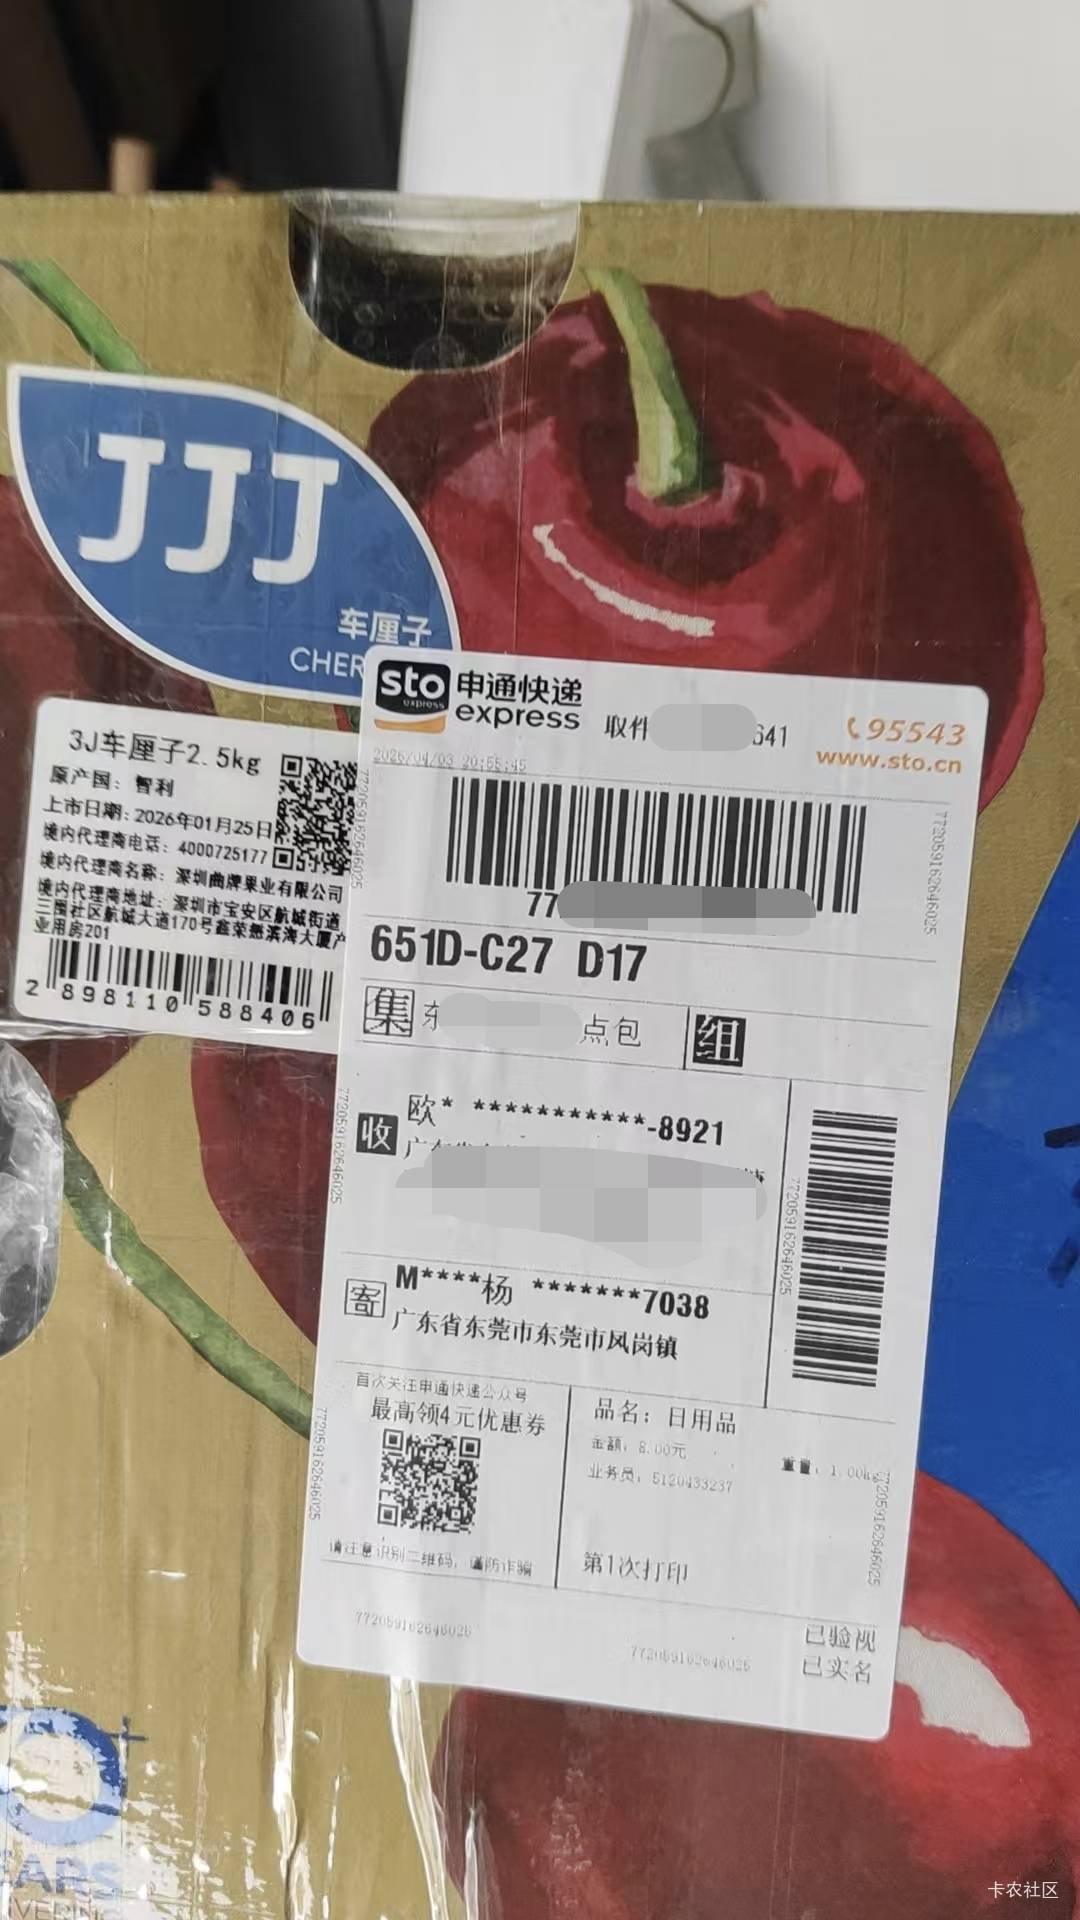 JJJ
车厘子
CHER
3J车厘子2.5kg
原产国：智利
上市日期：2026年01月25日
境内代理商电话：4000725177
境内代理商名称：深圳曲牌果业有限公司
境内代理商地址：深圳市宝安区航城街道
三围社区航城大道170号鑫荣懋滨海大厦产
业用房201
2 898110 588406
sto express
申通快递
express
取件
641
95543
www.sto.cn
2026/04/03 20:55:45
77
772059162646025
772059162646025
651D-C27 D17
集
点包
组
772059162646025
收
欧* ***********-8921
772059162646025
寄
M****杨 *******7038
广东省东莞市东莞市凤岗镇
首次关注申通快递公众号
最高领4元优惠券
请注意识别二维码，谨防诈骗
772059162646025
品名：日用品
金额：8.00元
重量：1.00kg
业务员：5120433237
第1次打印
772059162646025
772059162646025
772059162646025
已验视
已实名
EARS
卡农社区